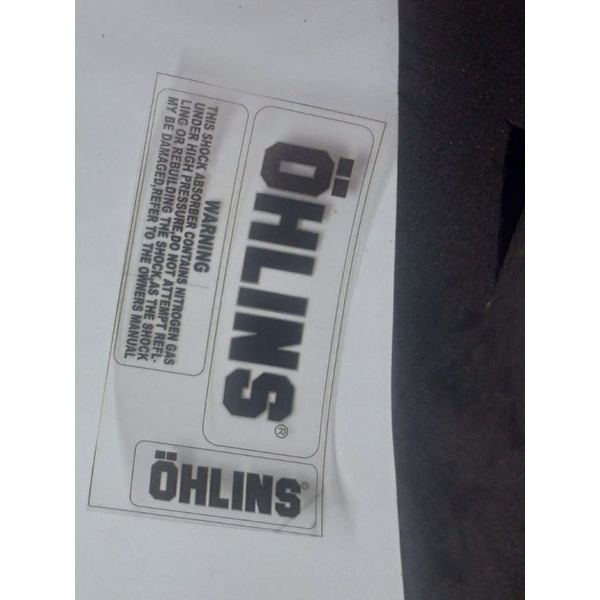 ÖHLINS®
WARNING
THIS SHOCK ABSORBER CONTAINS NITROGEN GAS
UNDER HIGH PRESSURE,DO NOT ATTEMPT REFL-
LING OR REBUILDING THE SHOCK,AS THE SHOCK
MY BE DAMAGED,REFER TO THE OWNERS MANUAL
ÖHLINS®